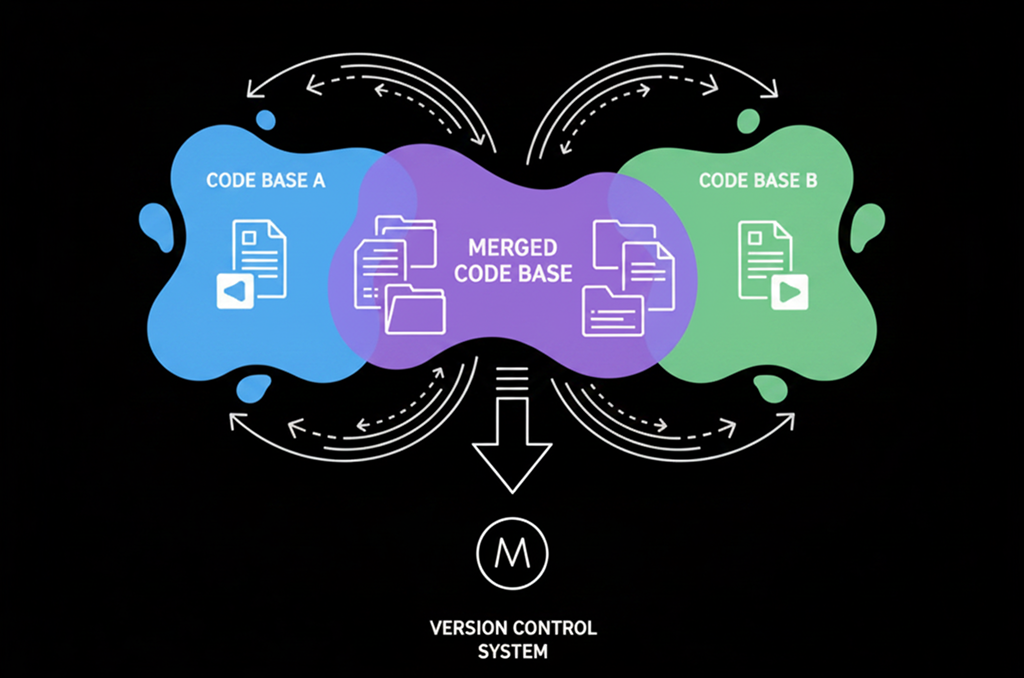 CODE BASE A
CODE BASE B
MERGED
CODE BASE
M
VERSION CONTROL
SYSTEM